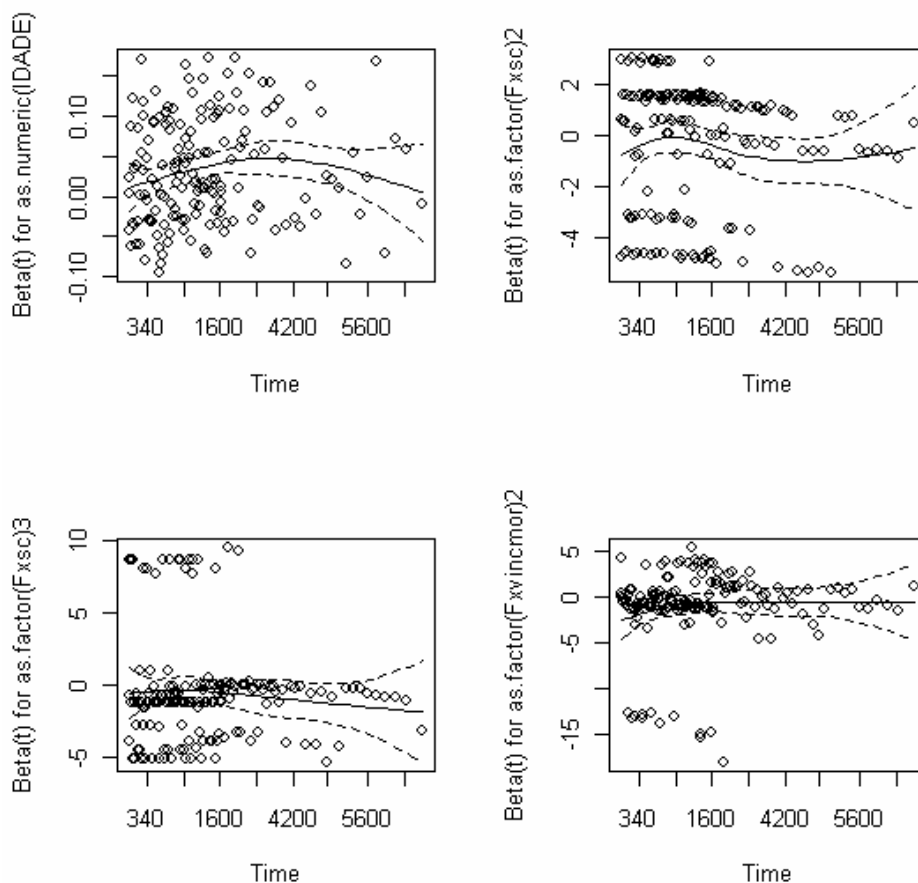 Beta(t) for as.numeric(IDADE)
0.10
0.00
-0.10
340 1600 4200 5600
Time
Beta(t) for as.factor(Fxsc)2
2
0
-2
-4
340 1600 4200 5600
Time
Beta(t) for as.factor(Fxsc)3
10
5
0
-5
340 1600 4200 5600
Time
Beta(t) for as.factor(Fxvincmor)2
5
0
-5
-15
340 1600 4200 5600
Time